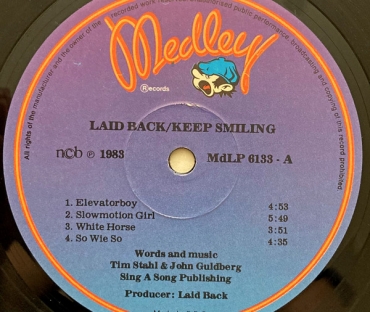 recorded work reserved. Unauthorised public performance, broadcasting and copying of this record prohibited
All rights of the manufacturer and the owner of the
Medley
Records
LAID BACK/KEEP SMILING
ncb ℗ 1983
MdLP 6133 - A
1. Elevatorboy 4:53
2. Slowmotion Girl 5:49
3. White Horse 3:51
4. So Wie So 4:35
Words and music
Tim Stahl & John Guldberg
Sing A Song Publishing
Producer: Laid Back